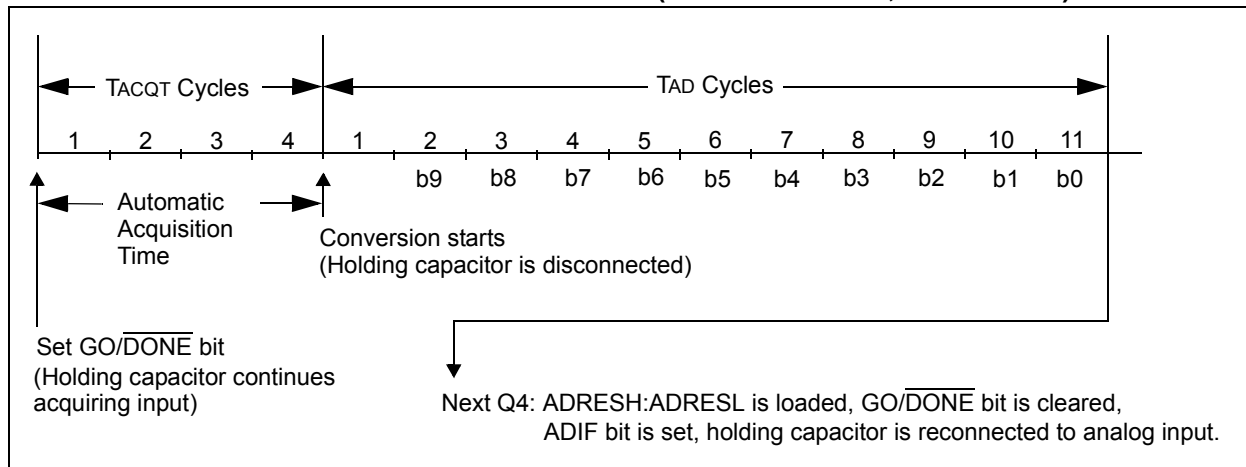 TACQT Cycles
TAD Cycles
1 2 3 4 1 2 3 4 5 6 7 8 9 10 11
b9 b8 b7 b6 b5 b4 b3 b2 b1 b0
Automatic
Acquisition
Time
Conversion starts
(Holding capacitor is disconnected)
Set GO/DONE bit
(Holding capacitor continues
acquiring input)
Next Q4: ADRESH:ADRESL is loaded, GO/DONE bit is cleared,
ADIF bit is set, holding capacitor is reconnected to analog input.